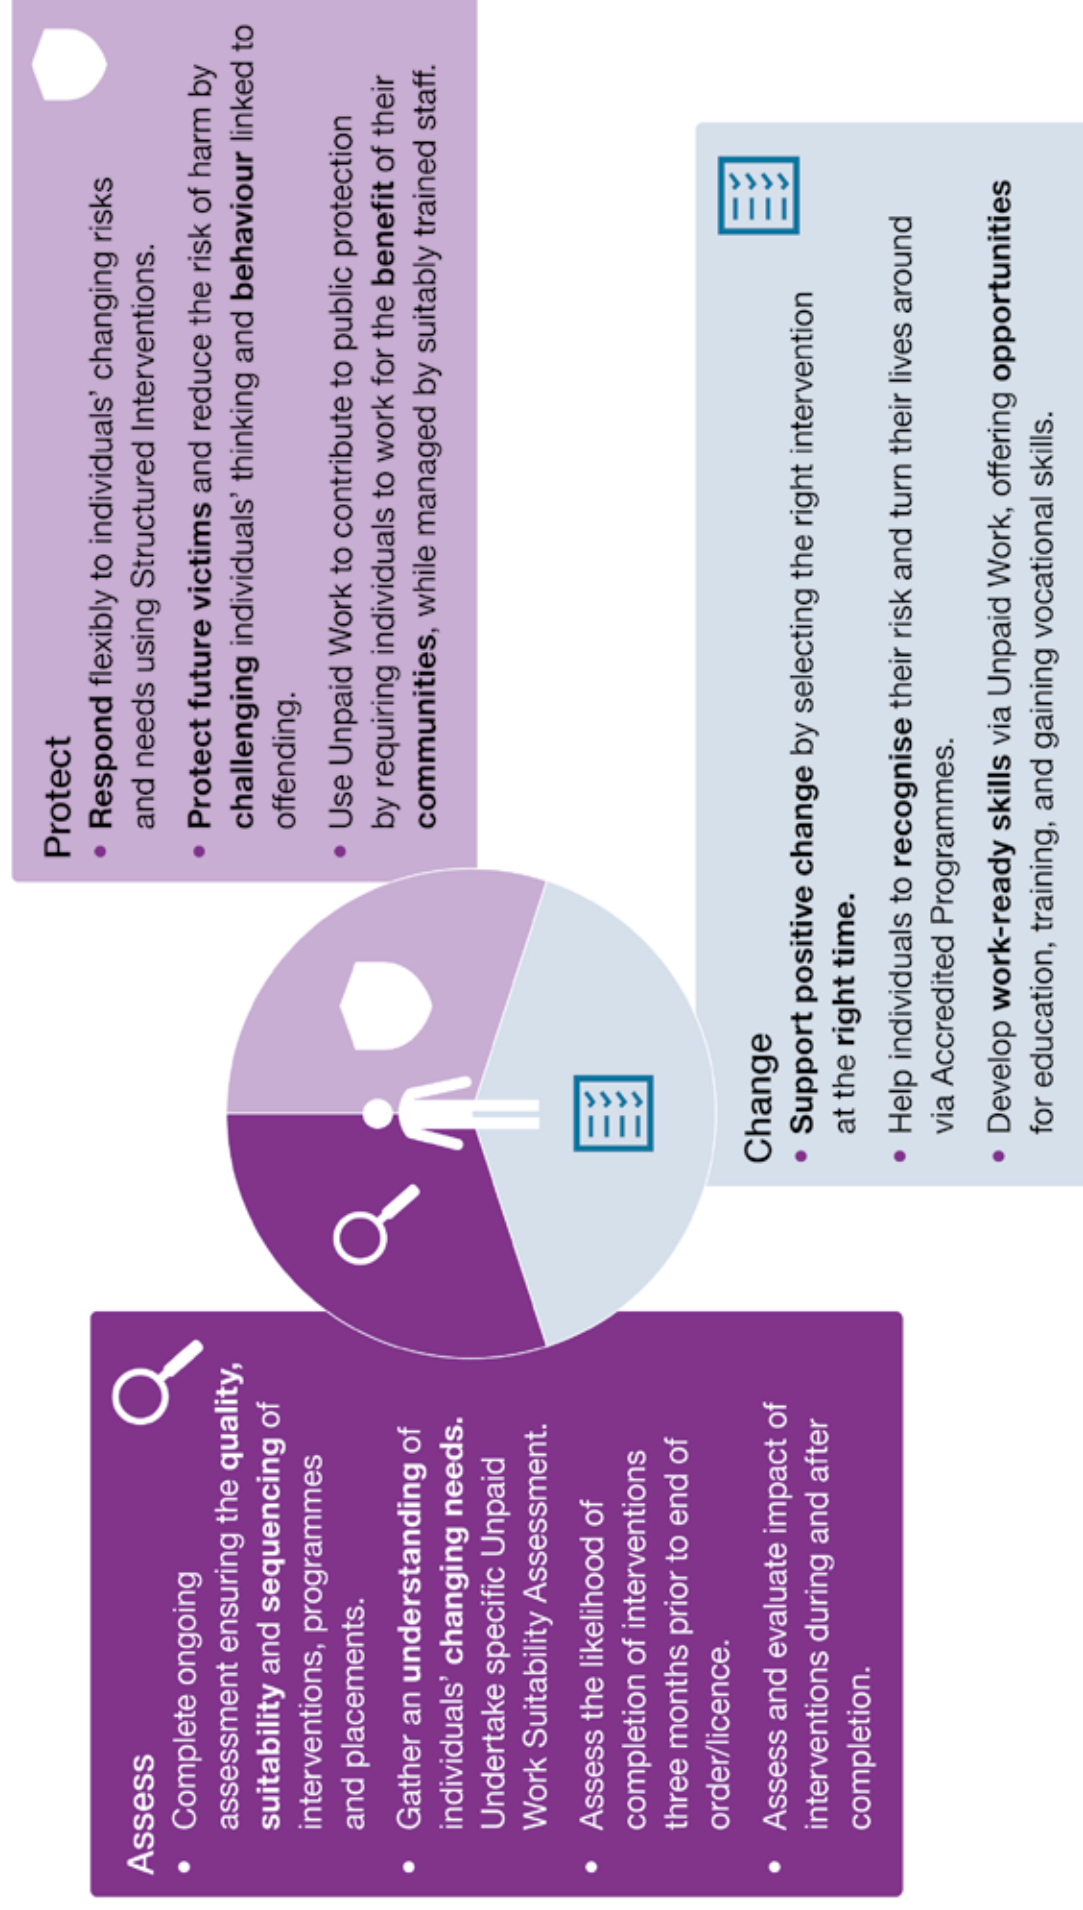 Assess
• Complete ongoing
assessment ensuring the quality,
suitability and sequencing of
interventions, programmes
and placements.
• Gather an understanding of
individuals’ changing needs.
Undertake specific Unpaid
Work Suitability Assessment.
• Assess the likelihood of
completion of interventions
three months prior to end of
order/licence.
• Assess and evaluate impact of
interventions during and after
completion.
Protect
• Respond flexibly to individuals’ changing risks
and needs using Structured Interventions.
• Protect future victims and reduce the risk of harm by
challenging individuals’ thinking and behaviour linked to
offending.
• Use Unpaid Work to contribute to public protection
by requiring individuals to work for the benefit of their
communities, while managed by suitably trained staff.
Change
• Support positive change by selecting the right intervention
at the right time.
• Help individuals to recognise their risk and turn their lives around
via Accredited Programmes.
• Develop work-ready skills via Unpaid Work, offering opportunities
for education, training, and gaining vocational skills.